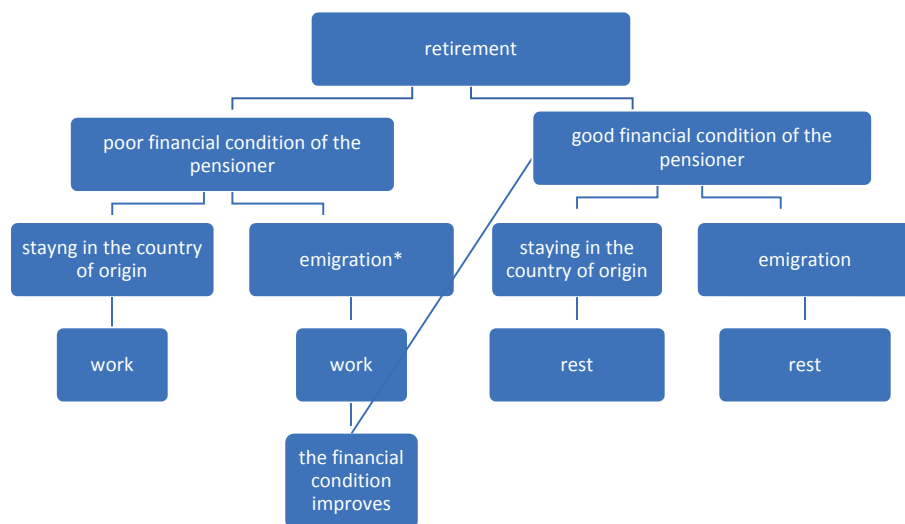 retirement
poor financial condition of the
pensioner
good financial condition of the
pensioner
stayng in the country
of origin
emigration*
staying in the
country of origin
emigration
work
work
rest
rest
the financial
condition
improves